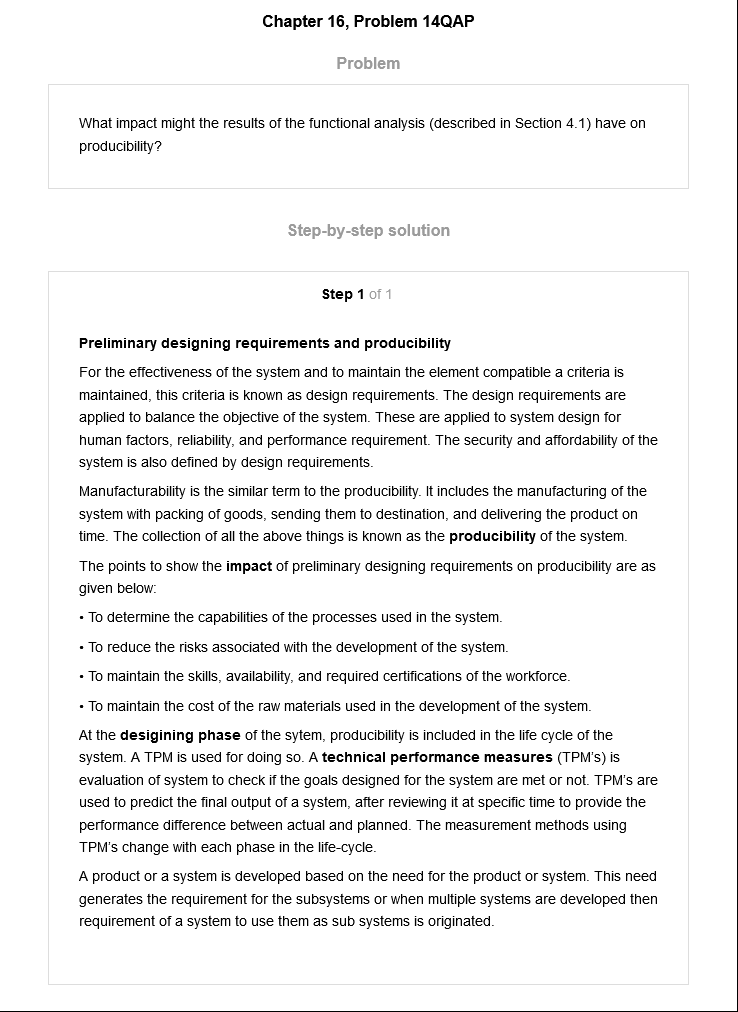 Chapter 16, Problem 14QAP
Problem
What impact might the results of the functional analysis (described in Section 4.1) have on
producibility?
Step-by-step solution
Step 1 of 1
Preliminary designing requirements and producibility
For the effectiveness of the system and to maintain the element compatible a criteria is
maintained, this criteria is known as design requirements. The design requirements are
applied to balance the objective of the system. These are applied to system design for
human factors, reliability, and performance requirement. The security and affordability of the
system is also defined by design requirements.
Manufacturability is the similar term to the producibility. It includes the manufacturing of the
system with packing of goods, sending them to destination, and delivering the product on
time. The collection of all the above things is known as the producibility of the system.
The points to show the impact of preliminary designing requirements on producibility are as
given below:
• To determine the capabilities of the processes used in the system.
• To reduce the risks associated with the development of the system.
• To maintain the skills, availability, and required certifications of the workforce.
• To maintain the cost of the raw materials used in the development of the system.
At the desigining phase of the sytem, producibility is included in the life cycle of the
system. A TPM is used for doing so. A technical performance measures (TPM's) is
evaluation of system to check if the goals designed for the system are met or not. TPM's are
used to predict the final output of a system, after reviewing it at specific time to provide the
performance difference between actual and planned. The measurement methods using
TPM's change with each phase in the life-cycle.
A product or a system is developed based on the need for the product or system. This need
generates the requirement for the subsystems or when multiple systems are developed then
requirement of a system to use them as sub systems is originated.